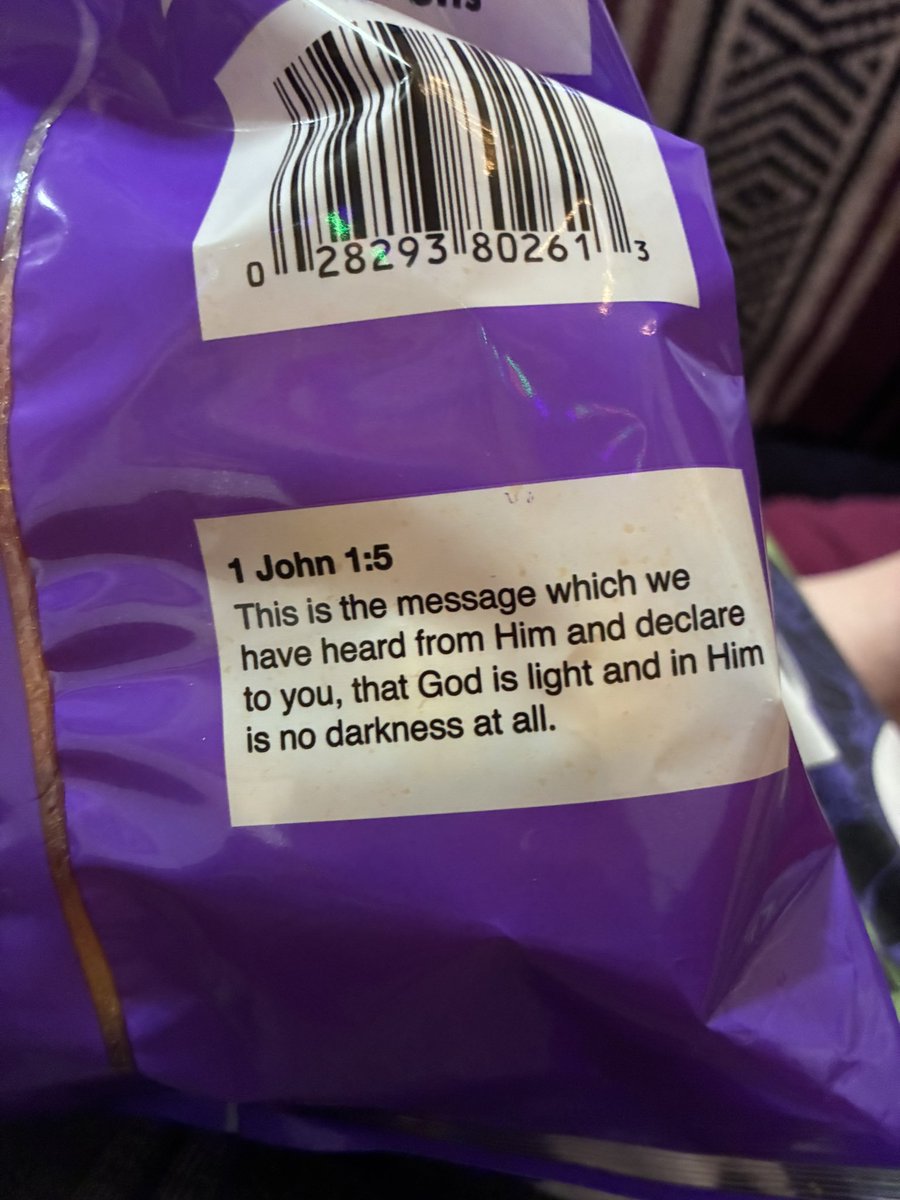 0 28293 80261 3
1 John 1:5
This is the message which we
have heard from Him and declare
to you, that God is light and in Him
is no darkness at all.